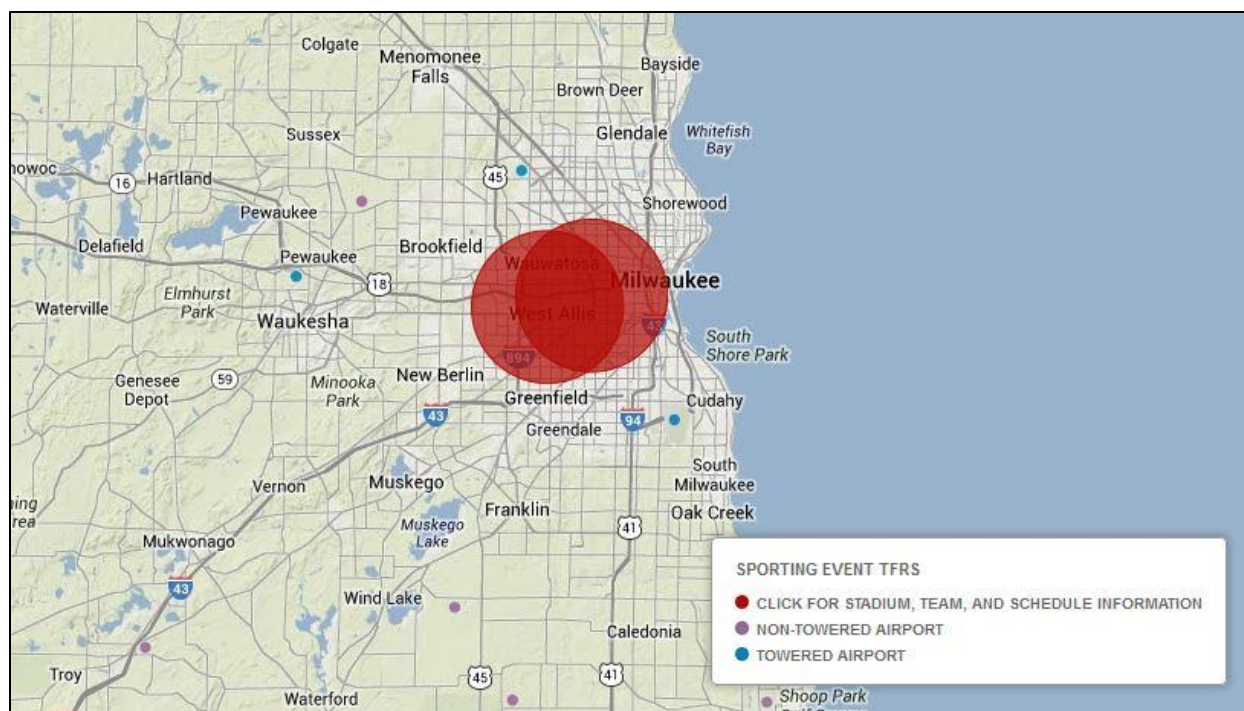 Colgate
Menomonee
Falls
Bayside
Brown Deer
Sussex
Glendale
Whitefish
Bay
nowoc
16
Hartland
45
Pewaukee
Shorewood
Delafield
Brookfield
Pewaukee
Wauwatosa
Elmhurst
Park
18
Milwaukee
Waterville
Waukesha
West Allis
43
South
Shore Park
894
Genesee
Depot
59
Minooka
Park
New Berlin
Greenfield
43
94
Cudahy
Greendale
Vernon
Muskego
South
Milwaukee
ning
Area
Franklin
Oak Creek
Muskego
Lake
41
Mukwonago
43
Wind Lake
Caledonia
Troy
45
41
Waterford
Shoop Park
SPORTING EVENT TFRS
CLICK FOR STADIUM, TEAM, AND SCHEDULE INFORMATION
NON-TOWERED AIRPORT
TOWERED AIRPORT